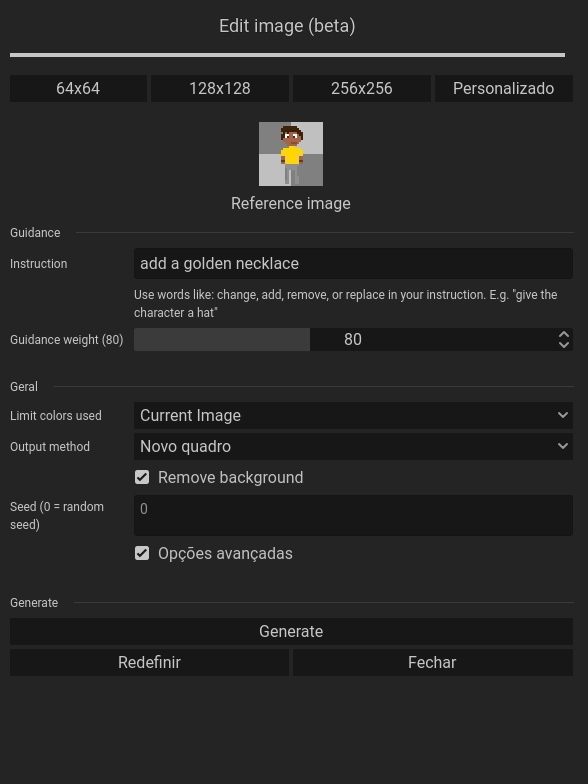 Edit image (beta)
64x64 128x128 256x256 Personalizado
Reference image
Guidance
Instruction add a golden necklace
Use words like: change, add, remove, or replace in your instruction. E.g. "give the
character a hat"
Guidance weight (80) 80
Geral
Limit colors used Current Image
Output method Novo quadro
Remove background
Seed (0 = random
seed)
0
Opções avançadas
Generate
Generate
Redefinir Fechar